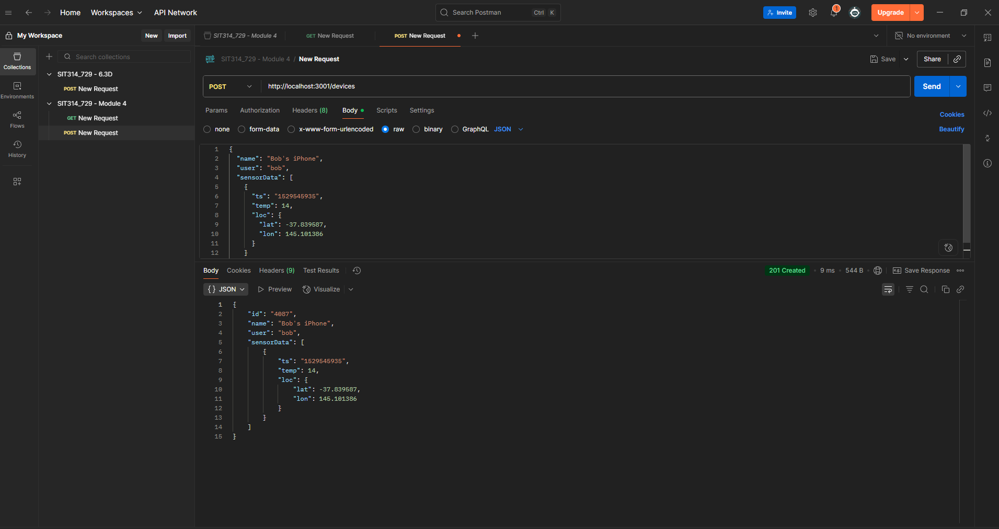 Home
Workspaces
API Network
Search Postman
Ctrl K
Invite
1
Upgrade
My Workspace
New
Import
SIT314_729 - Module 4
GET New Request
POST New Request
No environment
Collections
Environments
Flows
History
Search collections
SIT314_729 - 6.3D
POST New Request
SIT314_729 - Module 4
GET New Request
POST New Request
HTTP
SIT314_729 - Module 4 / New Request
Save
Share
POST
http://localhost:3001/devices
Send
Params
Authorization
Headers (8)
Body
Scripts
Settings
Cookies
none
form-data
x-www-form-urlencoded
raw
binary
GraphQL
JSON
Beautify
1 {
2 "name": "Bob's iPhone",
3 "user": "bob",
4 "sensorData": [
5 {
6 "ts": "1529545935",
7 "temp": 14,
8 "loc": {
9 "lat": -37.839587,
10 "lon": 145.101386
11 }
12 }
Body
Cookies
Headers (9)
Test Results
201 Created
9 ms
544 B
e.g.
Save Response
{} JSON
Preview
Visualize
1 {
2 "id": "4087",
3 "name": "Bob's iPhone",
4 "user": "bob",
5 "sensorData": [
6 {
7 "ts": "1529545935",
8 "temp": 14,
9 "loc": {
10 "lat": -37.839587,
11 "lon": 145.101386
12 }
13 }
14 ]
15 }